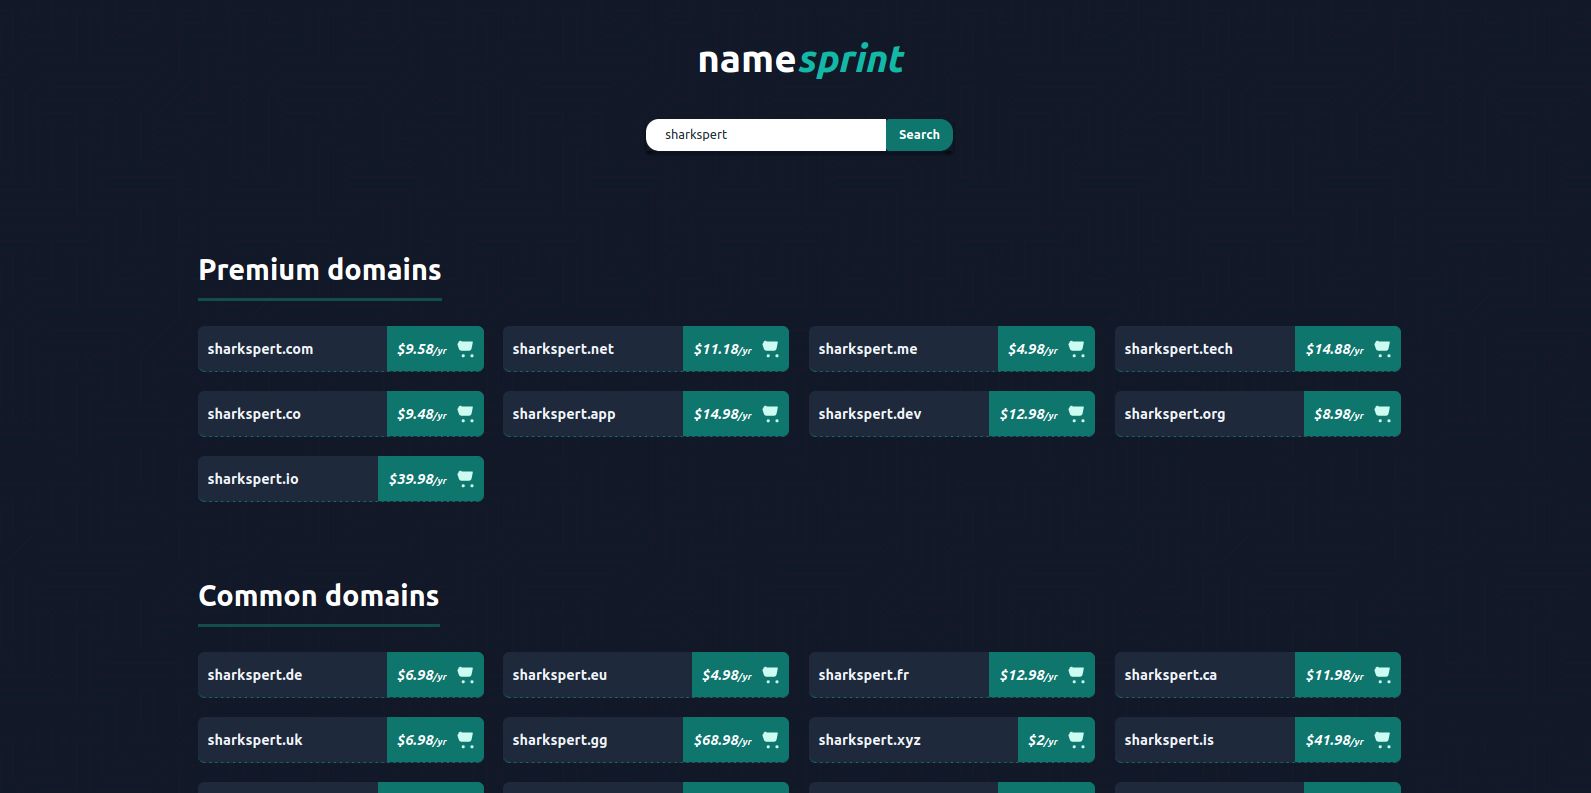 namesprint
sharkspert Search
Premium domains
sharkspert.com $9.58/yr sharkspert.net $11.18/yr sharkspert.me $4.98/yr sharkspert.tech $14.88/yr
sharkspert.co $9.48/yr sharkspert.app $14.98/yr sharkspert.dev $12.98/yr sharkspert.org $8.98/yr
sharkspert.io $39.98/yr
Common domains
sharkspert.de $6.98/yr sharkspert.eu $4.98/yr sharkspert.fr $12.98/yr sharkspert.ca $11.98/yr
sharkspert.uk $6.98/yr sharkspert.gg $68.98/yr sharkspert.xyz $2/yr sharkspert.is $41.98/yr